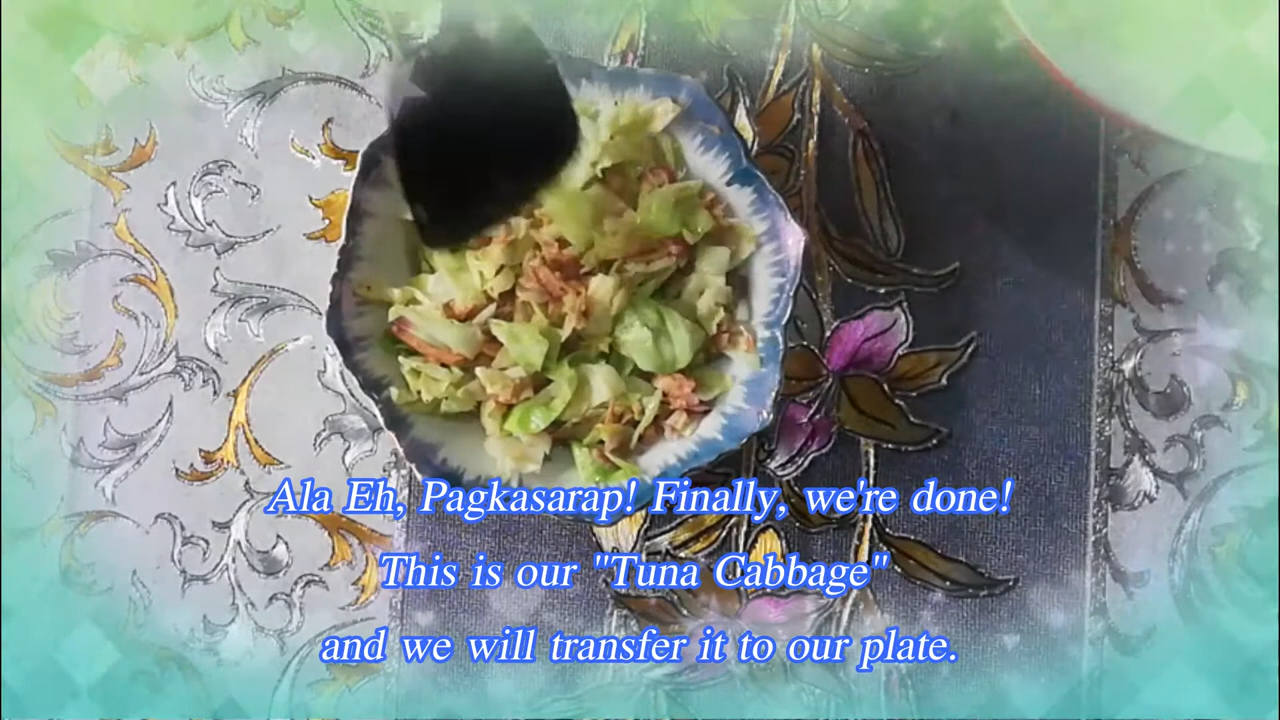 Ala Eh, Pagkasarap! Finally, we're done!
This is our "Tuna Cabbage"
and we will transfer it to our plate.